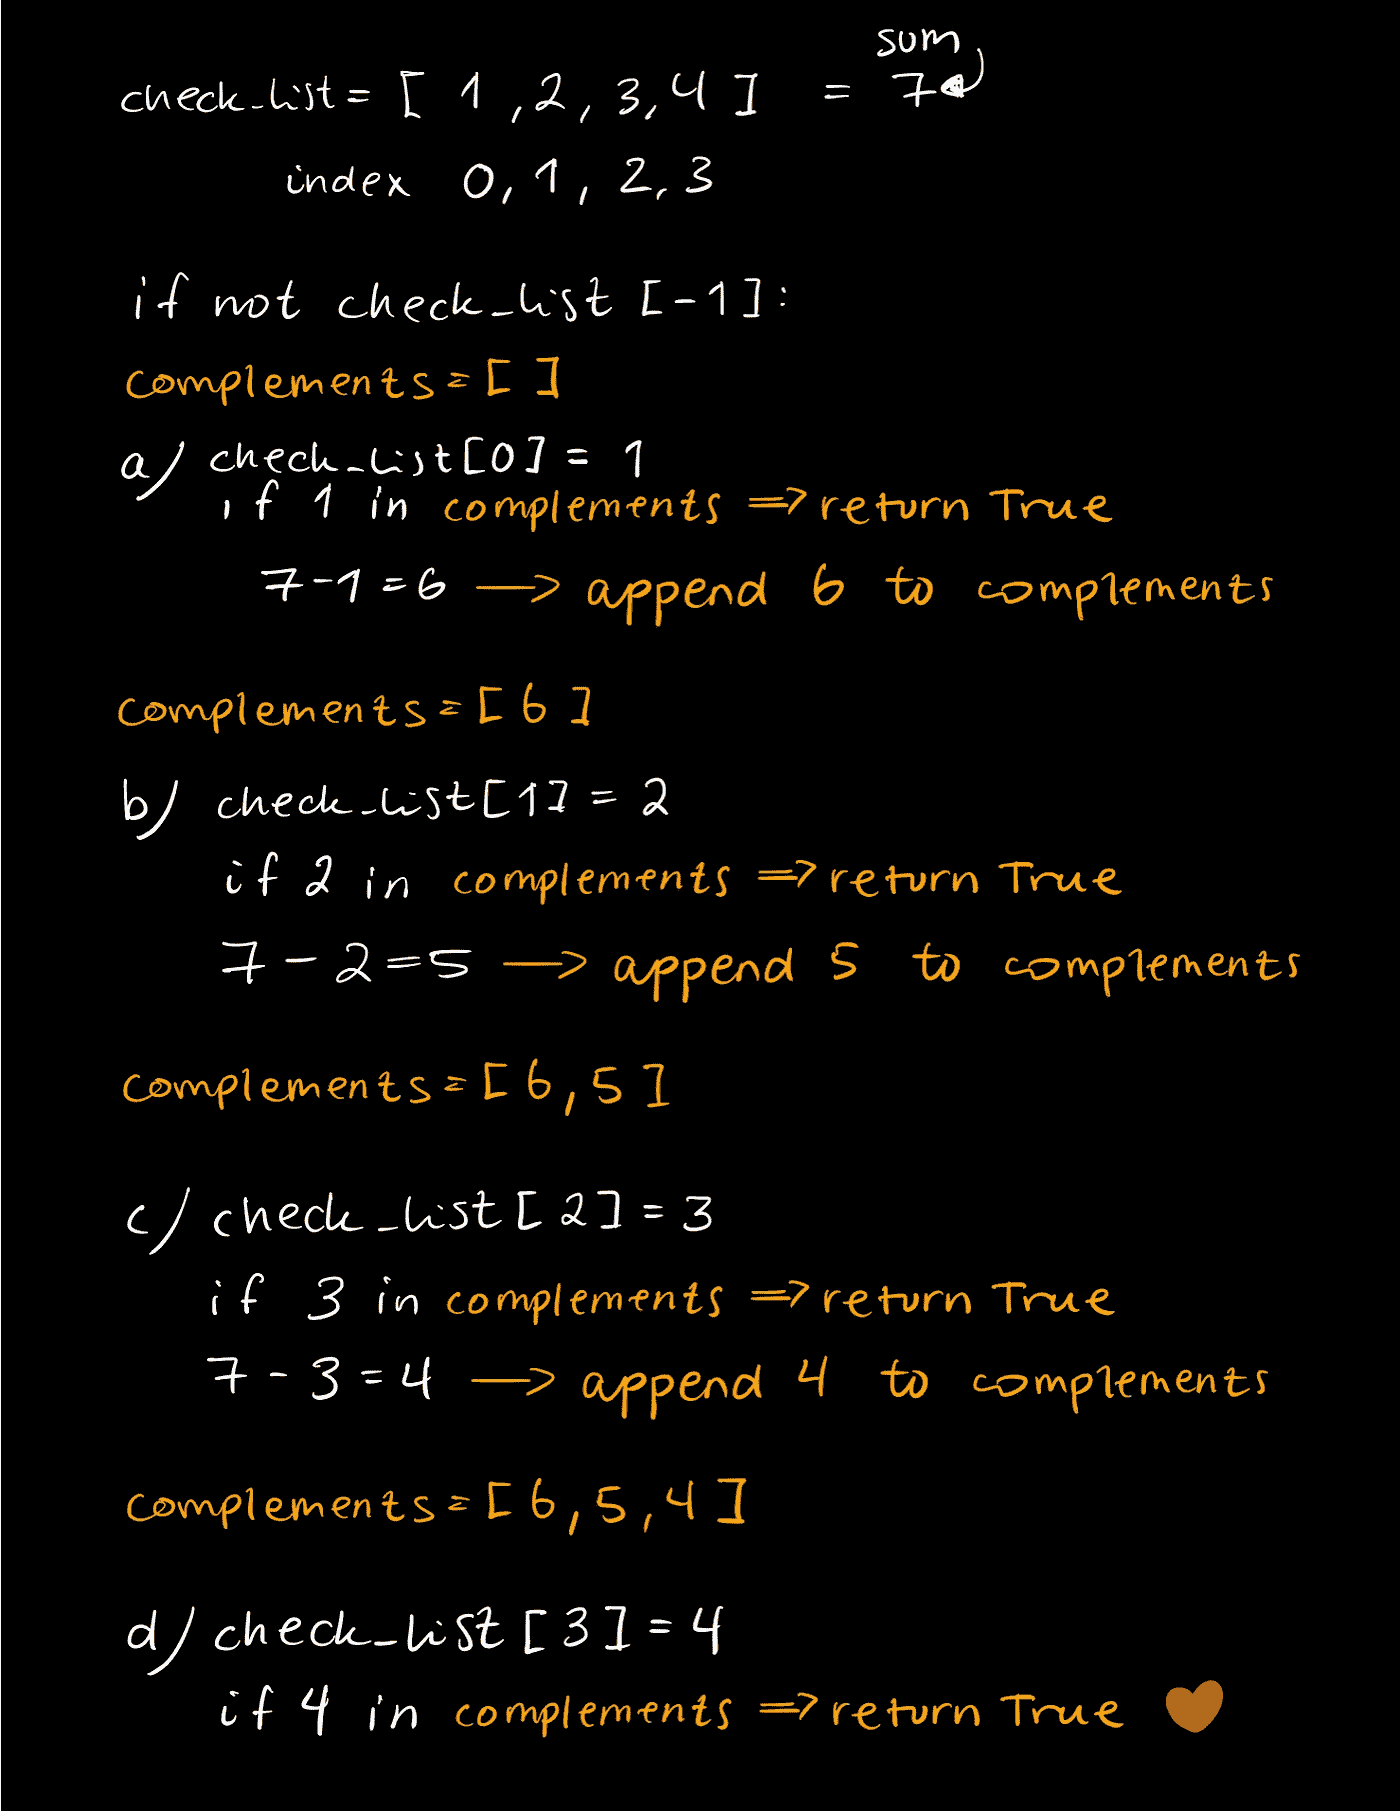 sum
check_list = [ 1, 2, 3, 4 ] = 7
index 0, 1, 2, 3
if not check_list [-1]:
complements = [ ]
a) check_list[0] = 1
if 1 in complements => return True
7-1=6 —> append 6 to complements
complements = [ 6 ]
b) check_list[1] = 2
if 2 in complements => return True
7 - 2 = 5 —> append 5 to complements
complements = [ 6, 5 ]
c) check_list [ 2] = 3
if 3 in complements => return True
7 - 3 = 4 —> append 4 to complements
complements = [ 6, 5, 4 ]
d) check_list [ 3 ] = 4
if 4 in complements => return True